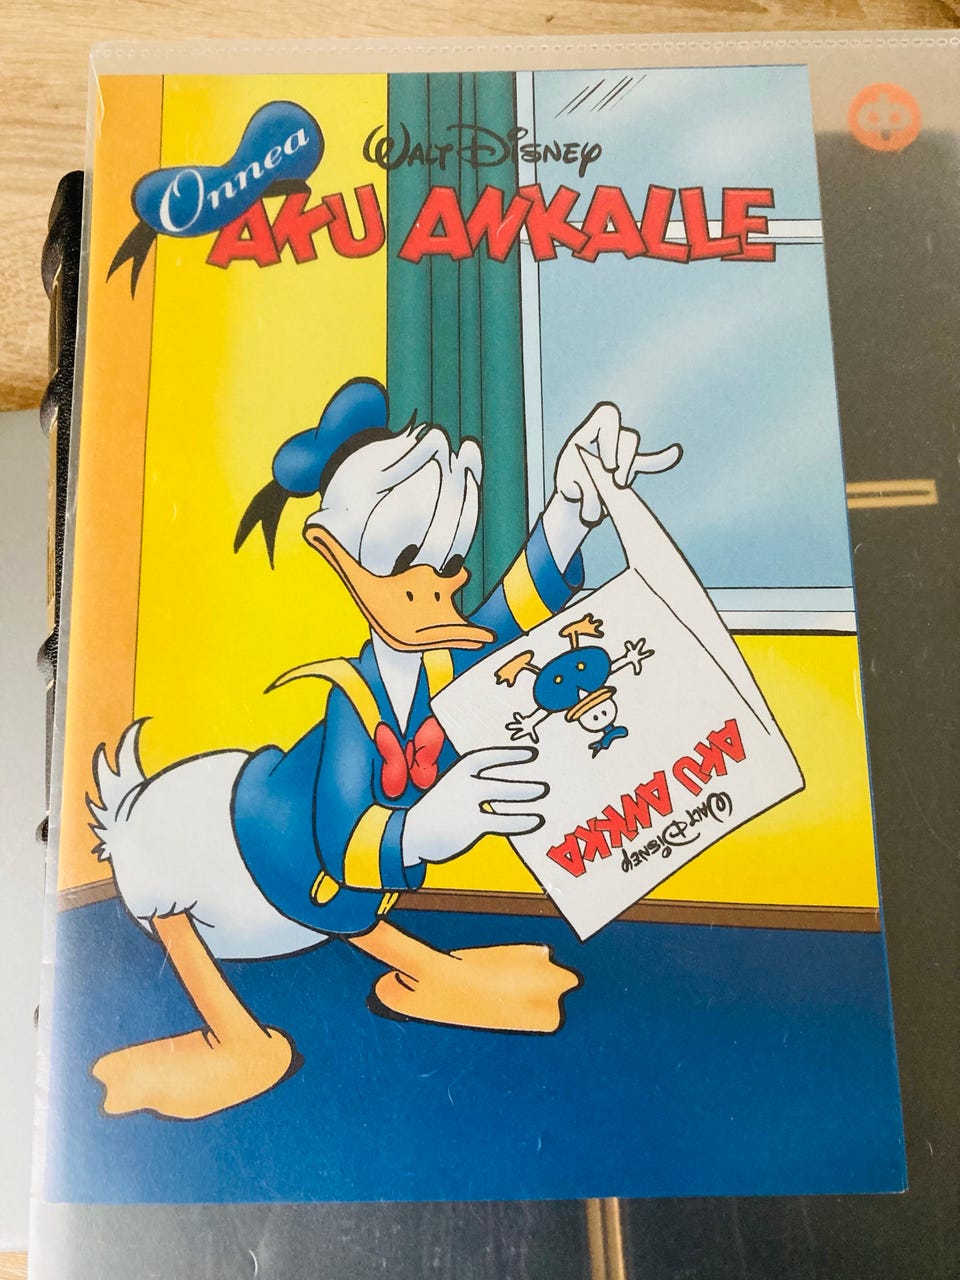 Onnea
WALT DISNEY
AKU ANKALLE
AKU ANKKA
WALT DISNEY